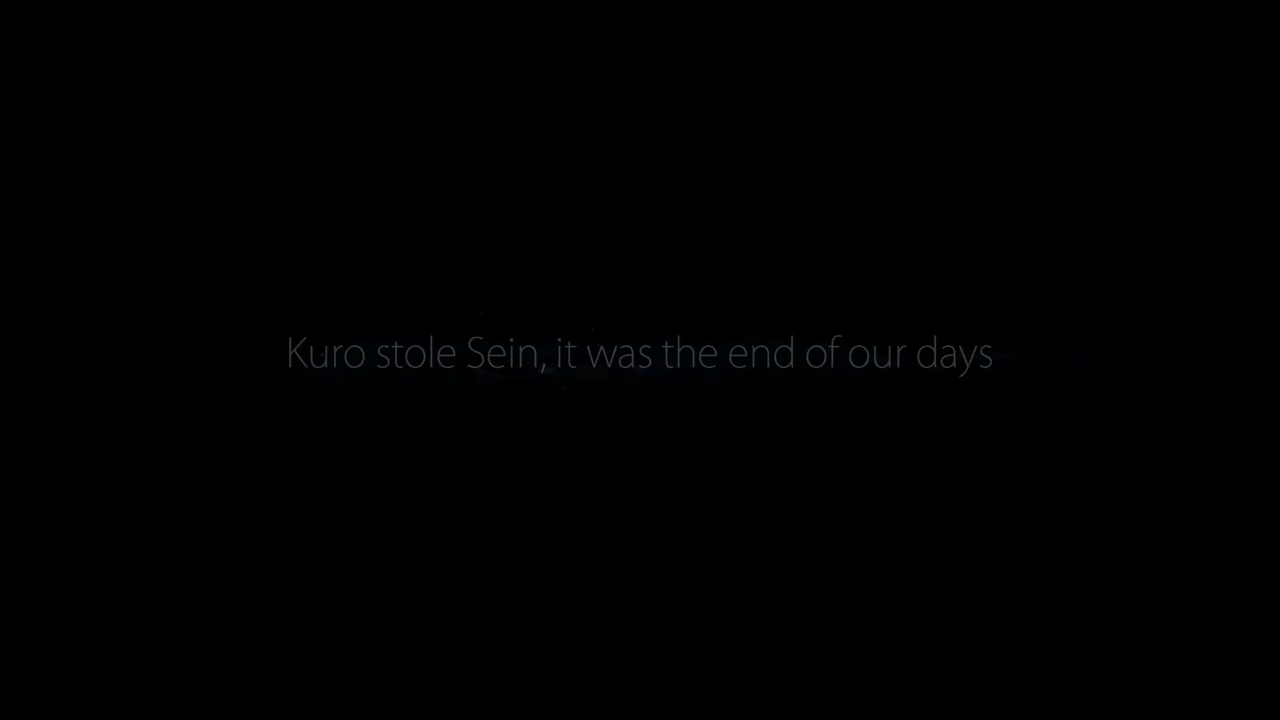 Kuro stole Sein, it was the end of our days